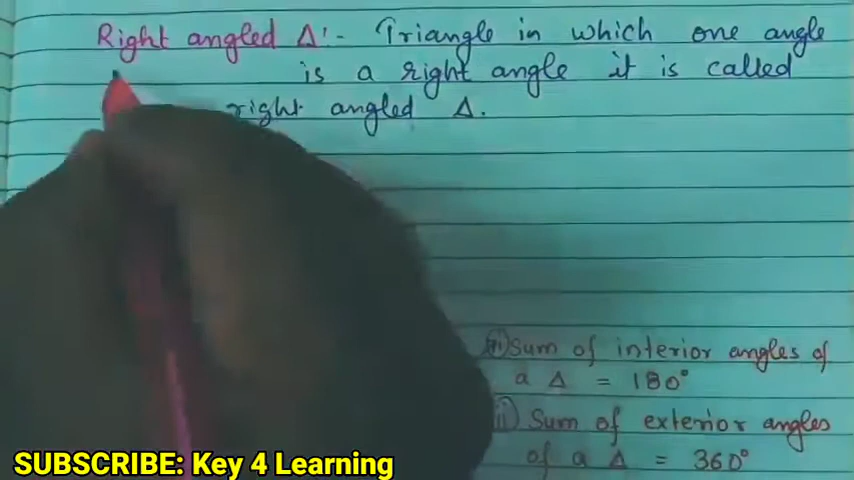 Right angled Δ:- Triangle in which one angle
is a right angle it is called
right angled Δ.
i) Sum of interior angles of
a Δ = 180°
ii) Sum of exterior angles
of a Δ = 360°
SUBSCRIBE: Key 4 Learning